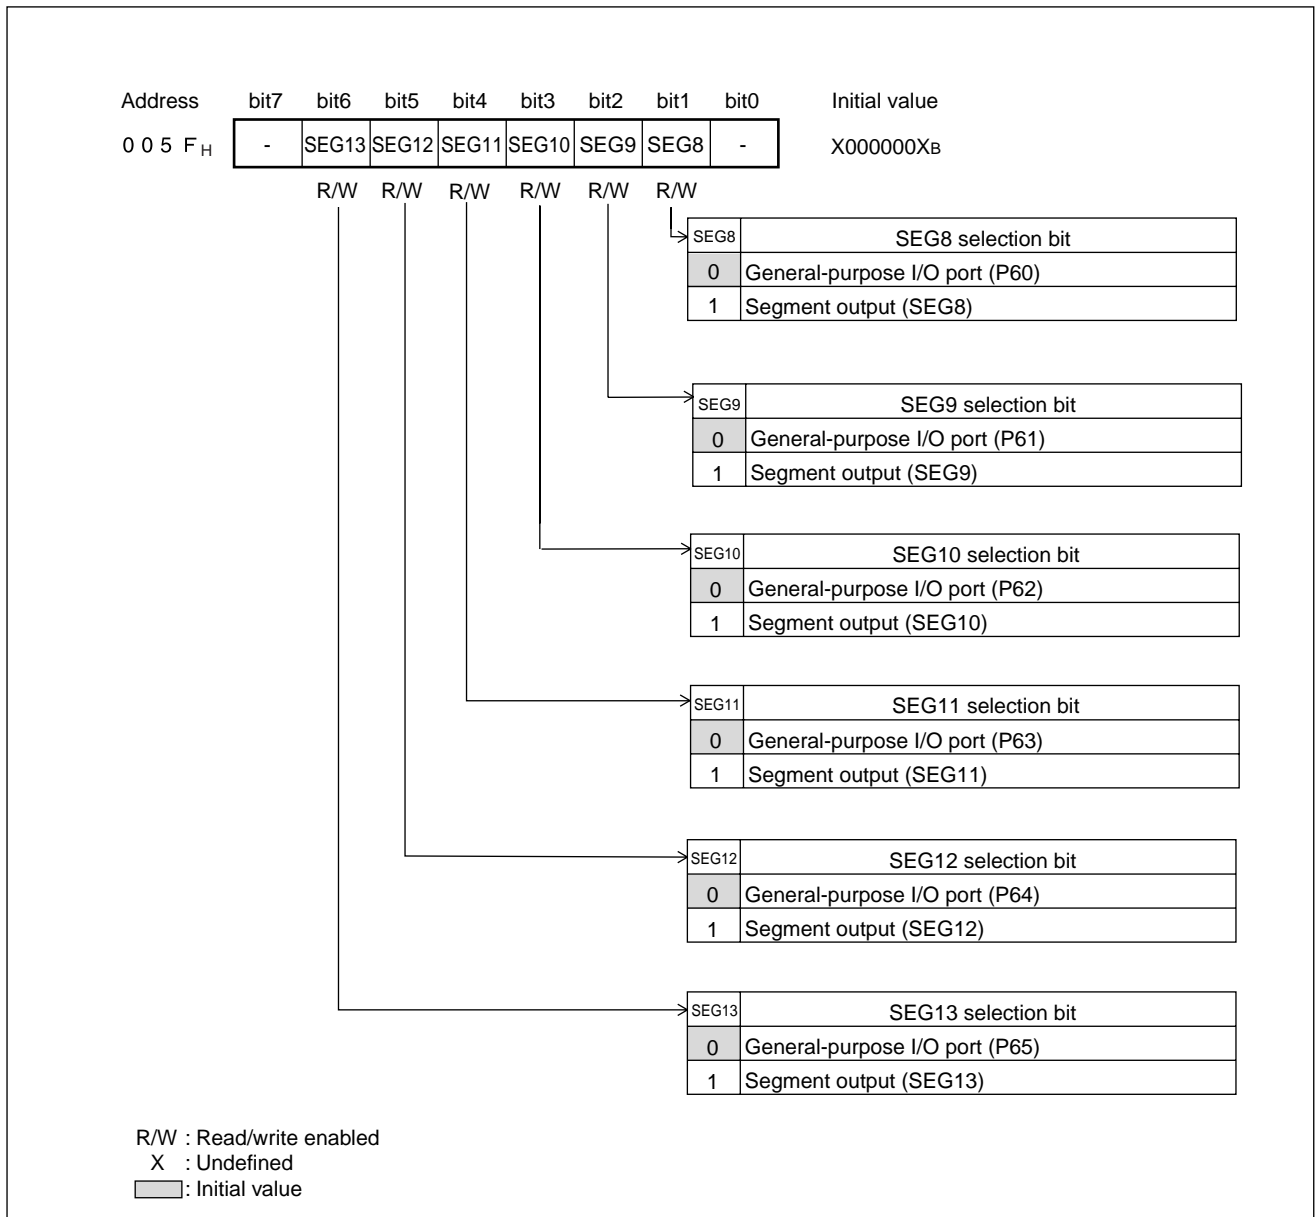 Address bit7 bit6 bit5 bit4 bit3 bit2 bit1 bit0 Initial value
0 0 5 F H - SEG13 SEG12 SEG11 SEG10 SEG9 SEG8 - X000000XB
R/W R/W R/W R/W R/W R/W
SEG8 SEG8 selection bit
0 General-purpose I/O port (P60)
1 Segment output (SEG8)
SEG9 SEG9 selection bit
0 General-purpose I/O port (P61)
1 Segment output (SEG9)
SEG10 SEG10 selection bit
0 General-purpose I/O port (P62)
1 Segment output (SEG10)
SEG11 SEG11 selection bit
0 General-purpose I/O port (P63)
1 Segment output (SEG11)
SEG12 SEG12 selection bit
0 General-purpose I/O port (P64)
1 Segment output (SEG12)
SEG13 SEG13 selection bit
0 General-purpose I/O port (P65)
1 Segment output (SEG13)
R/W : Read/write enabled
X : Undefined
: Initial value